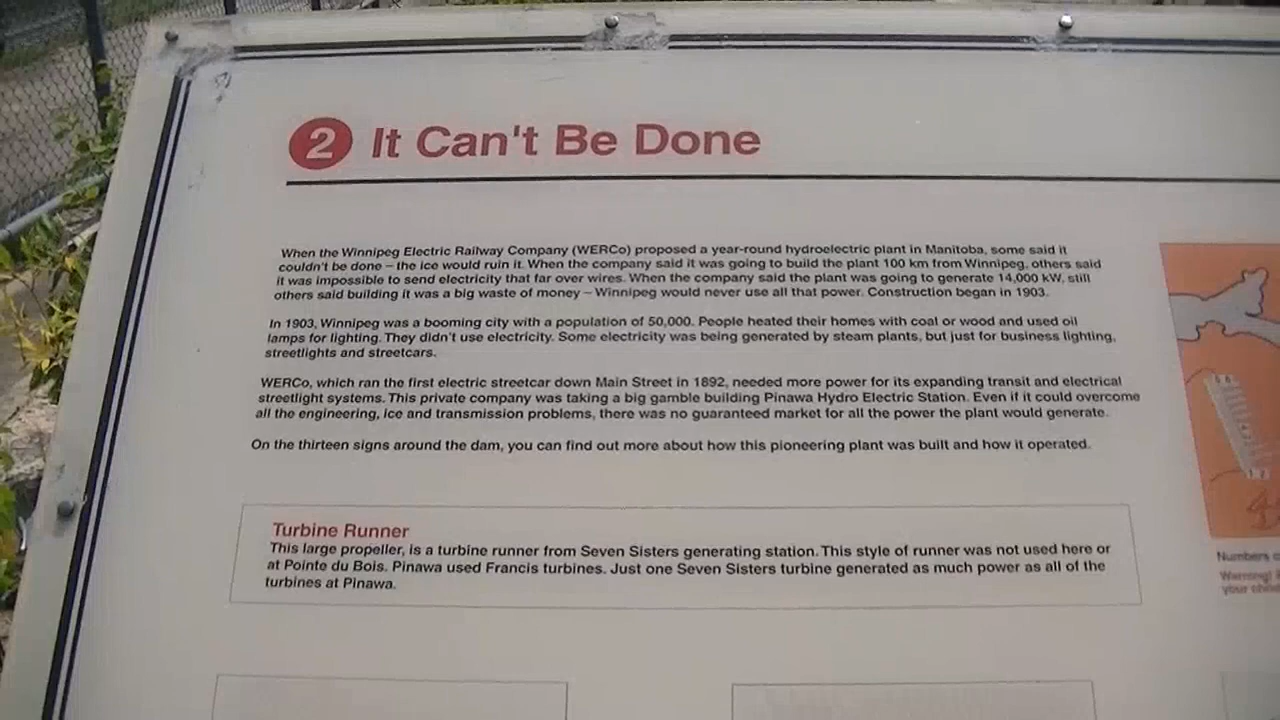 2 It Can't Be Done
When the Winnipeg Electric Railway Company (WERCo) proposed a year-round hydroelectric plant in Manitoba, some said it
couldn't be done – the ice would ruin it. When the company said it was going to build the plant 100 km from Winnipeg, others said
it was impossible to send electricity that far over wires. When the company said the plant was going to generate 14,000 kW, still
others said building it was a big waste of money – Winnipeg would never use all that power. Construction began in 1903.
In 1903, Winnipeg was a booming city with a population of 50,000. People heated their homes with coal or wood and used oil
lamps for lighting. They didn't use electricity. Some electricity was being generated by steam plants, but just for business lighting,
streetlights and streetcars.
WERCo, which ran the first electric streetcar down Main Street in 1892, needed more power for its expanding transit and electrical
streetlight systems. This private company was taking a big gamble building Pinawa Hydro Electric Station. Even if it could overcome
all the engineering, ice and transmission problems, there was no guaranteed market for all the power the plant would generate.
On the thirteen signs around the dam, you can find out more about how this pioneering plant was built and how it operated.
Turbine Runner
This large propeller, is a turbine runner from Seven Sisters generating station. This style of runner was not used here or
at Pointe du Bois. Pinawa used Francis turbines. Just one Seven Sisters turbine generated as much power as all of the
turbines at Pinawa.
Numbers
Warning!
your